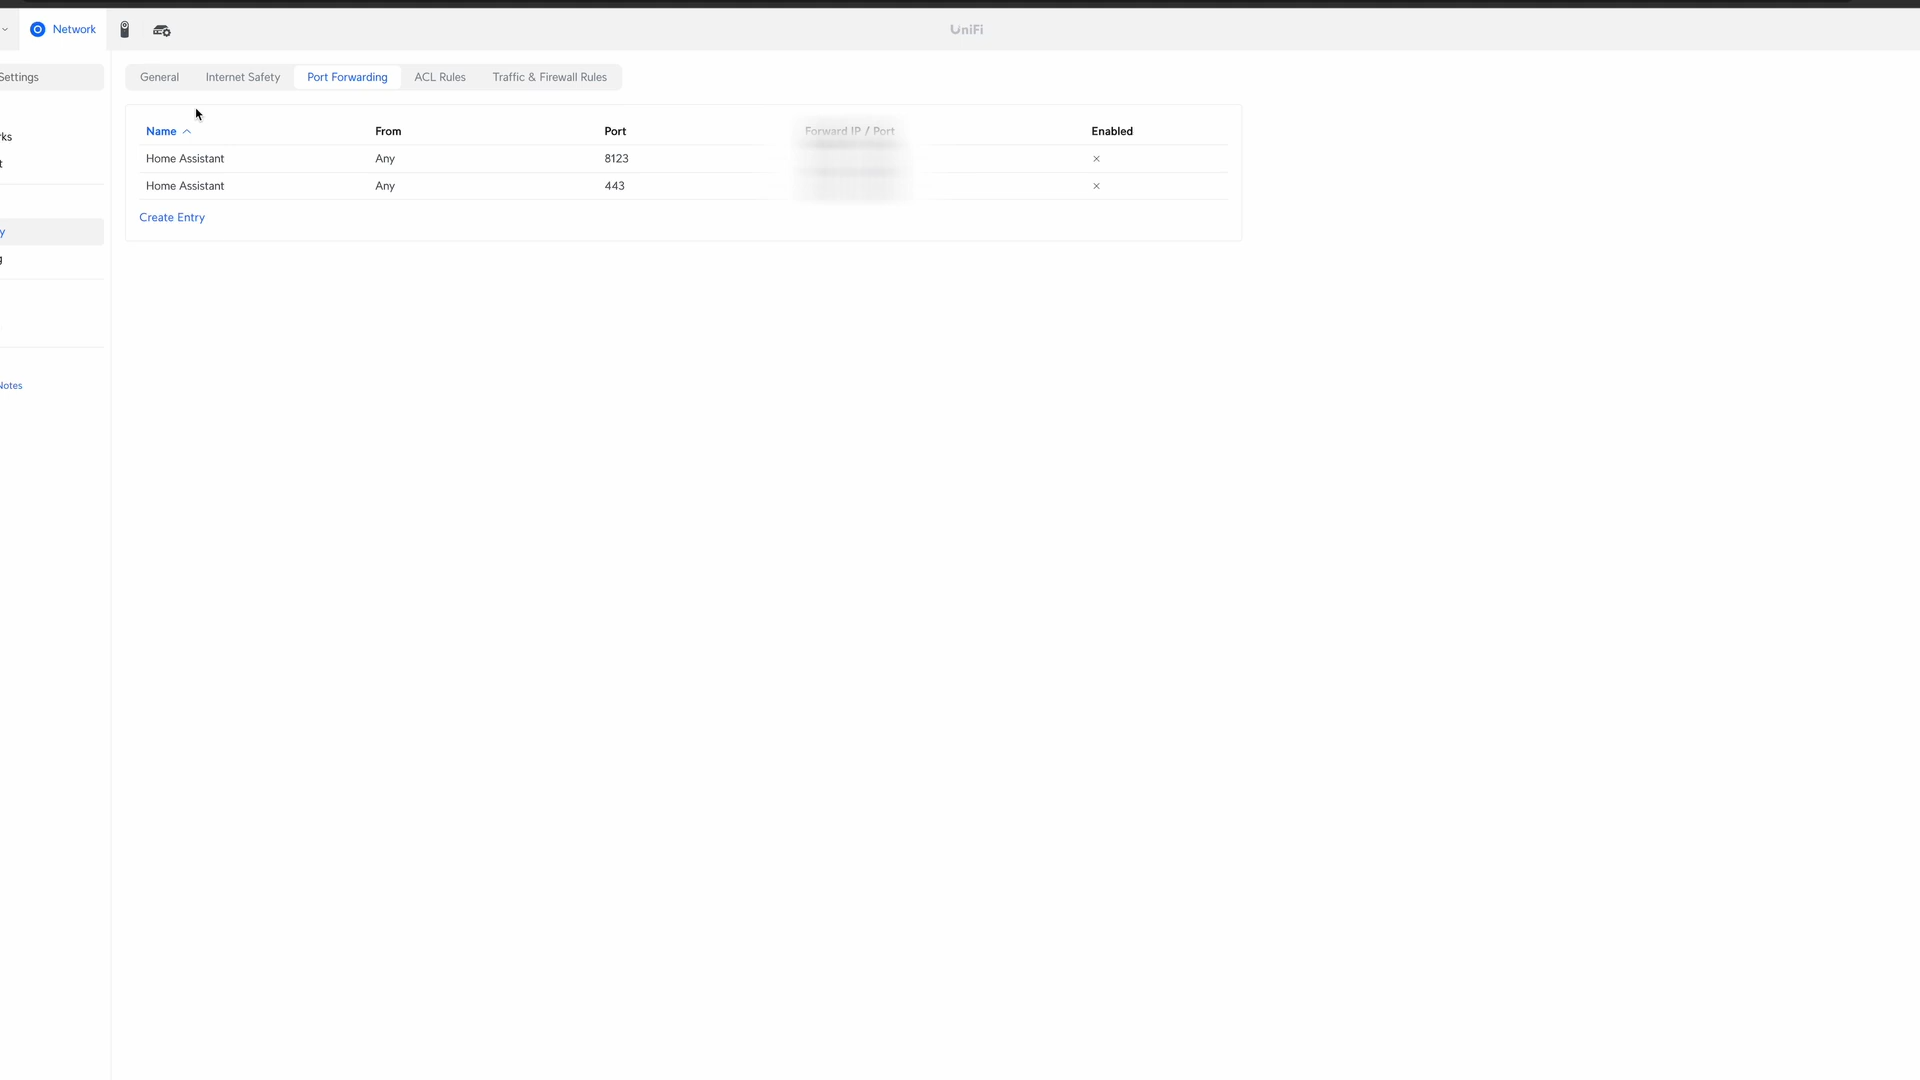 Network
UniFi
Settings
General Internet Safety Port Forwarding ACL Rules Traffic & Firewall Rules
Name From Port Forward IP / Port Enabled
Home Assistant Any 8123 ×
Home Assistant Any 443 ×
Create Entry
rks
t
y
g
Notes